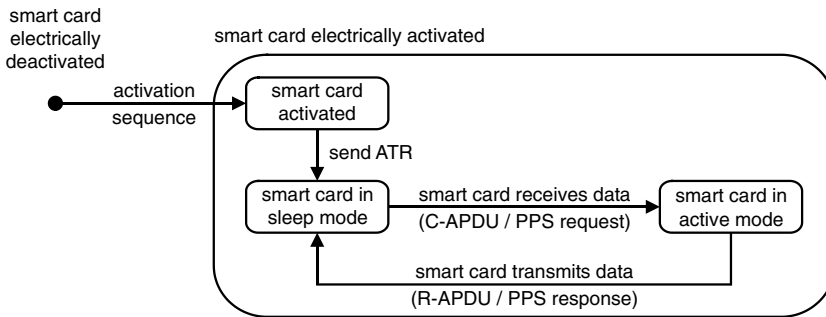 smart card
electrically
deactivated
smart card electrically activated
activation
sequence
smart card
activated
send ATR
smart card in
sleep mode
smart card receives data
(C-APDU / PPS request)
smart card in
active mode
smart card transmits data
(R-APDU / PPS response)